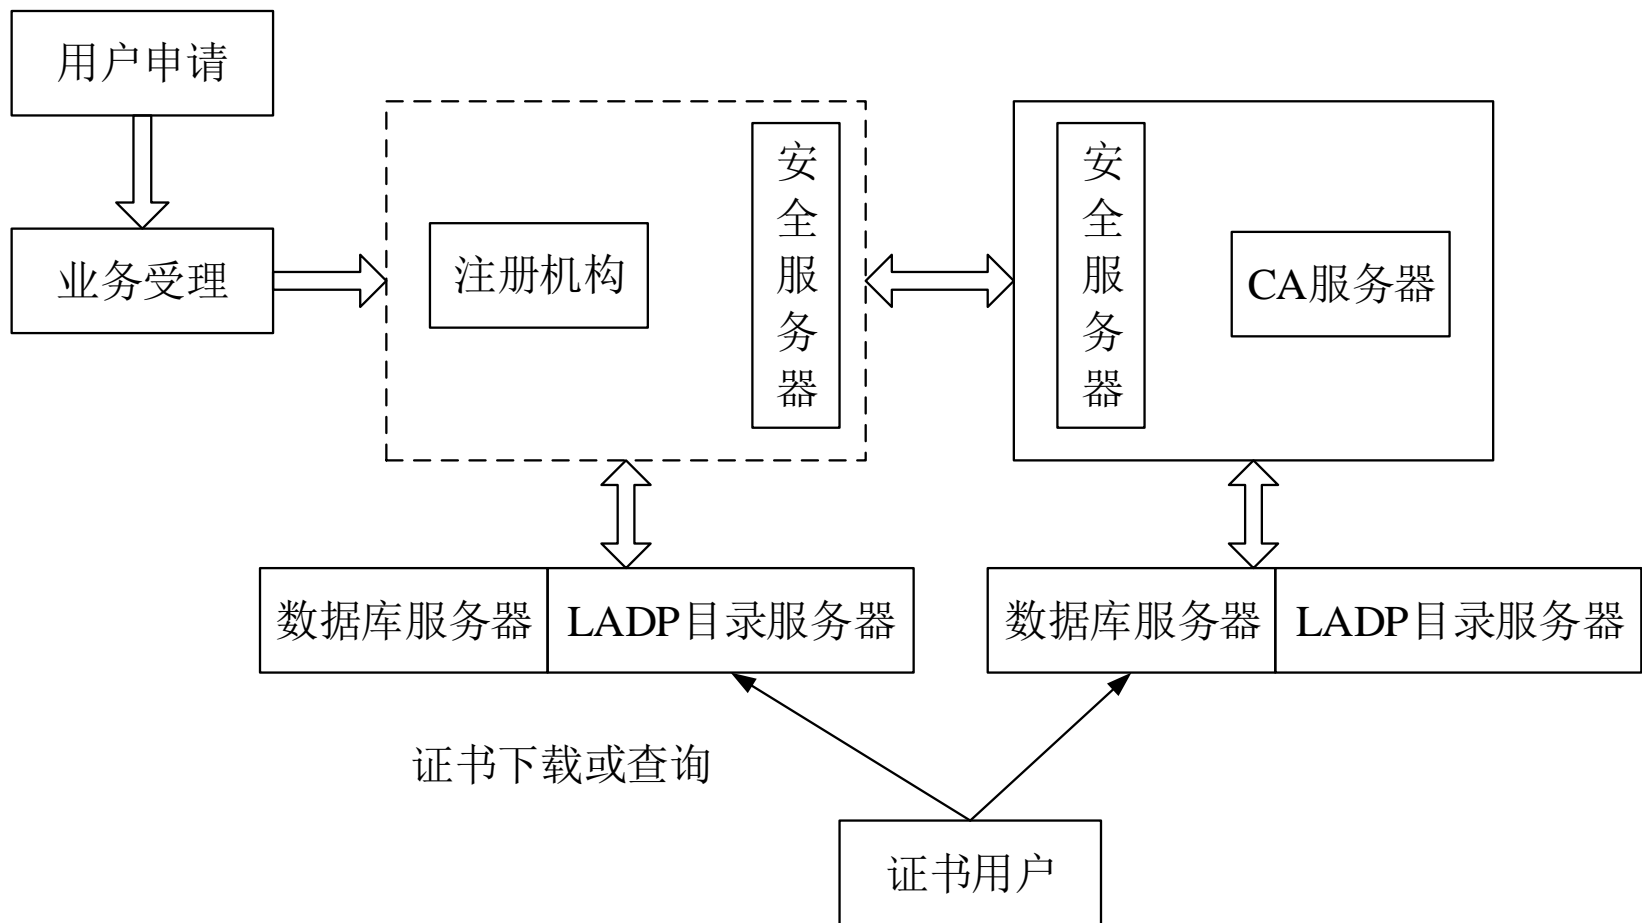 用户申请
业务受理
注册机构
安全服务器
安全服务器
CA服务器
数据库服务器
LADP目录服务器
数据库服务器
LADP目录服务器
证书下载或查询
证书用户